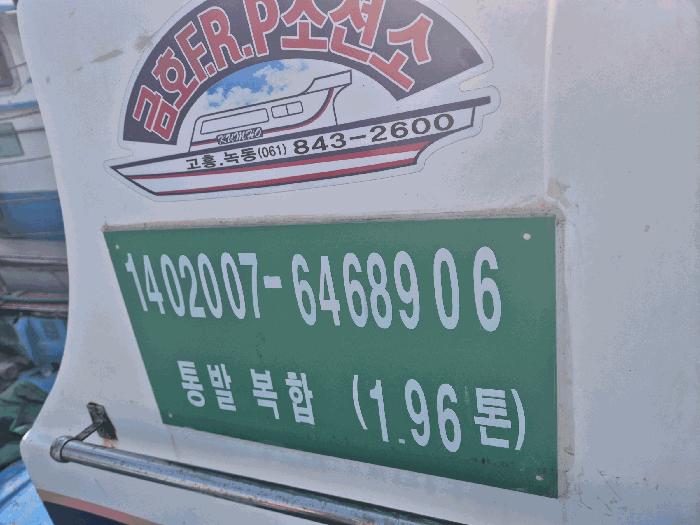 금호F.R.P조선소
KUMHO
고흥.녹동(061) 843-2600
1402007-6468906
통발 복합 (1.96톤)